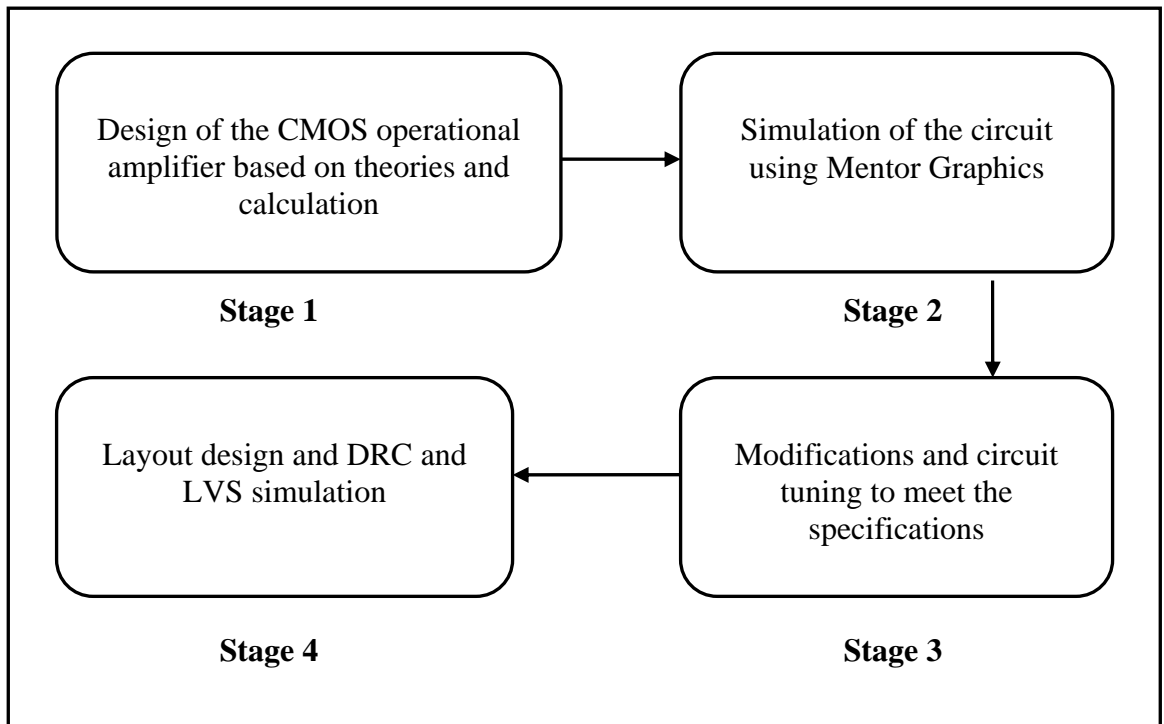 Design of the CMOS operational
amplifier based on theories and
calculation
Stage 1
Simulation of the circuit
using Mentor Graphics
Stage 2
Modifications and circuit
tuning to meet the
specifications
Stage 3
Layout design and DRC and
LVS simulation
Stage 4